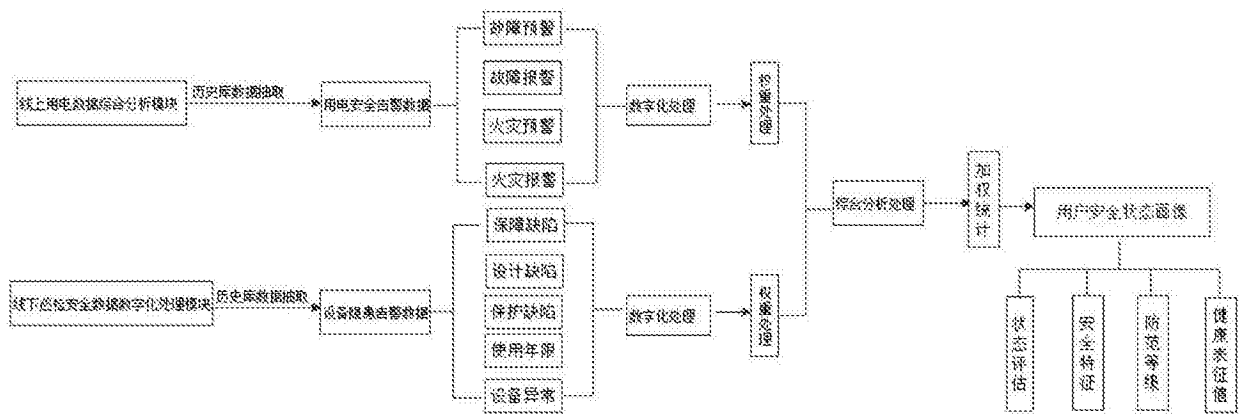 线上用电数据综合分析模块
历史库数据抽取
用电安全告警数据
故障预警
故障报警
火灾预警
火灾报警
数字化处理
权重处理
线下巡检安全数据数字化处理模块
历史库数据抽取
设备隐患告警数据
保障缺陷
设计缺陷
保护缺陷
使用年限
设备异常
数字化处理
权重处理
综合分析处理
加权统计
用户安全状态画像
状态评估
安全特征
防范等级
健康表征值